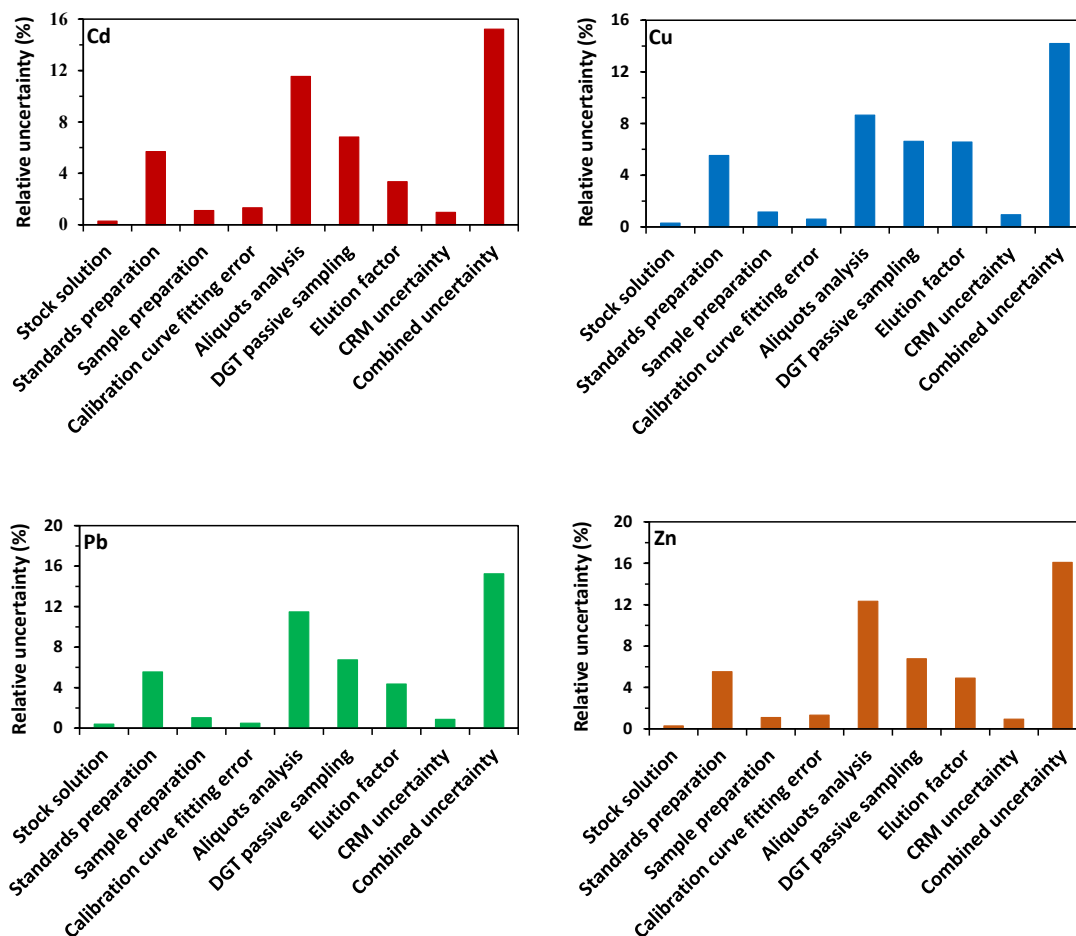 Relative uncertainty (%)
Cd
16
12
8
4
0
Stock solution
Standards preparation
Sample preparation
Calibration curve fitting error
Aliquots analysis
DGT passive sampling
Elution factor
CRM uncertainty
Combined uncertainty
Relative uncertainty (%)
Cu
16
12
8
4
0
Stock solution
Standards preparation
Sample preparation
Calibration curve fitting error
Aliquots analysis
DGT passive sampling
Elution factor
CRM uncertainty
Combined uncertainty
Relative uncertainty (%)
Pb
20
16
12
8
4
0
Stock solution
Standards preparation
Sample preparation
Calibration curve fitting error
Aliquots analysis
DGT passive sampling
Elution factor
CRM uncertainty
Combined uncertainty
Relative uncertainty (%)
Zn
20
16
12
8
4
0
Stock solution
Standards preparation
Sample preparation
Calibration curve fitting error
Aliquots analysis
DGT passive sampling
Elution factor
CRM uncertainty
Combined uncertainty